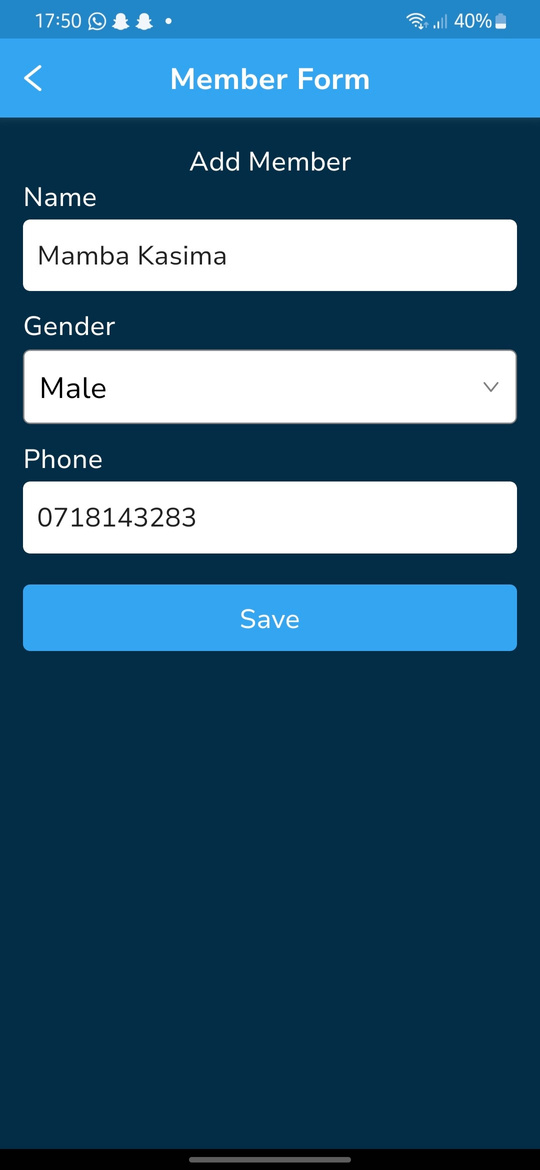 17:50 40%
Member Form
Add Member
Name
Mamba Kasima
Gender
Male
Phone
0718143283
Save